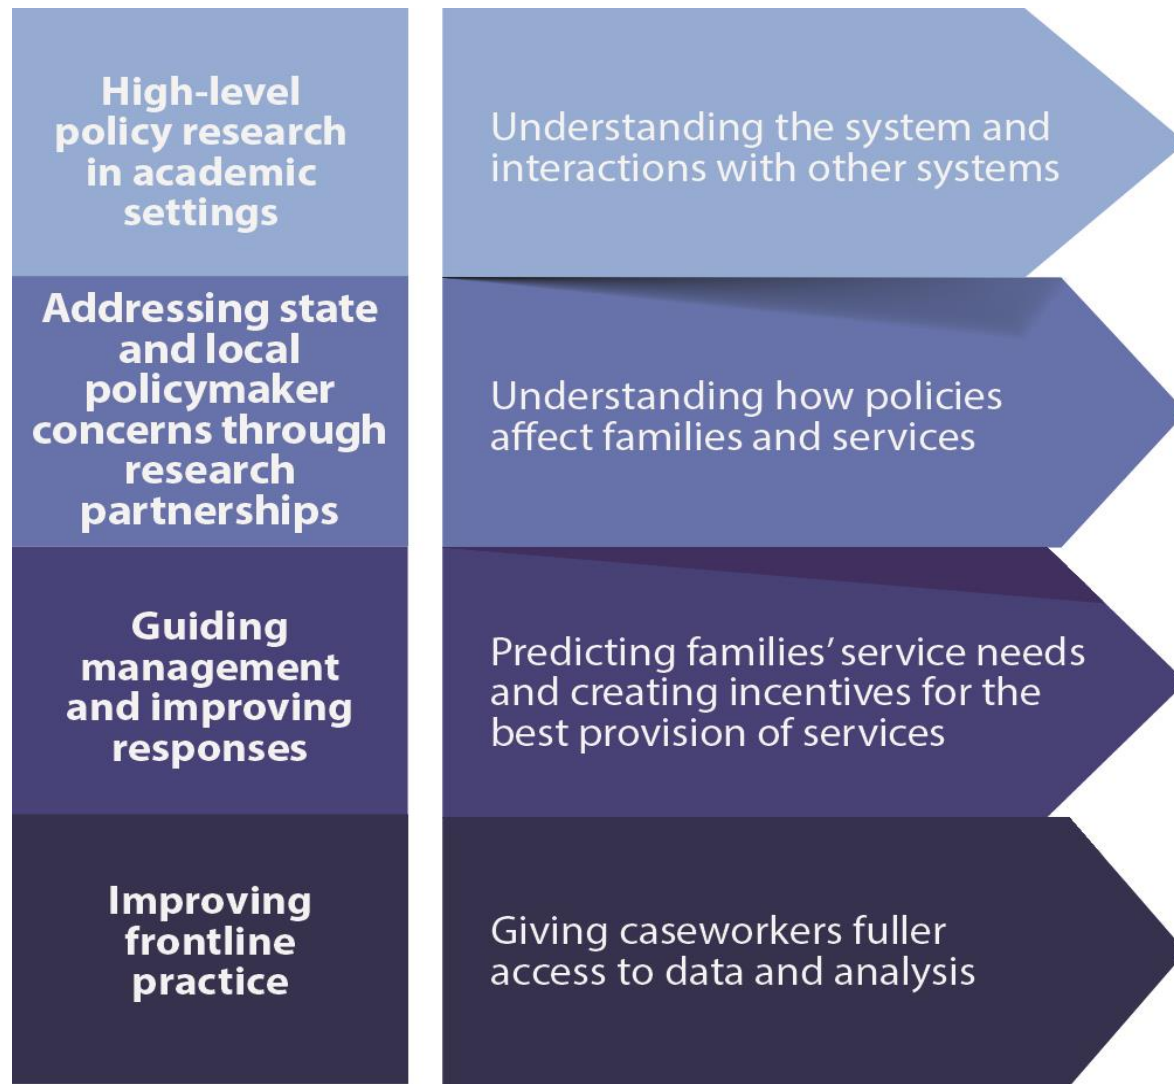 High-level
policy research
in academic
settings
Understanding the system and
interactions with other systems
Addressing state
and local
policymaker
concerns through
research
partnerships
Understanding how policies
affect families and services
Guiding
management
and improving
responses
Predicting families’ service needs
and creating incentives for the
best provision of services
Improving
frontline
practice
Giving caseworkers fuller
access to data and analysis